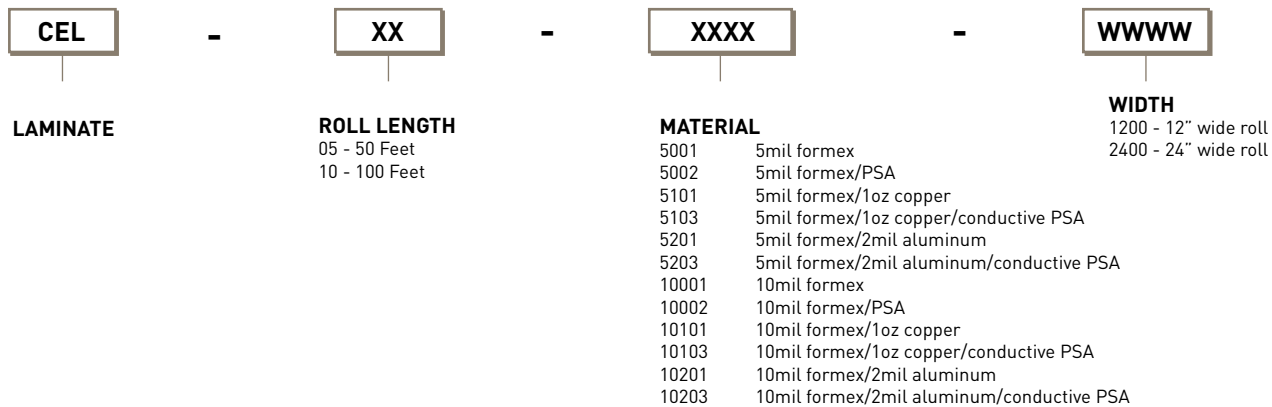 CEL - XX - XXXX - WWWW
LAMINATE
ROLL LENGTH
05 - 50 Feet
10 - 100 Feet
MATERIAL
5001 5mil formex
5002 5mil formex/PSA
5101 5mil formex/1oz copper
5103 5mil formex/1oz copper/conductive PSA
5201 5mil formex/2mil aluminum
5203 5mil formex/2mil aluminum/conductive PSA
10001 10mil formex
10002 10mil formex/PSA
10101 10mil formex/1oz copper
10103 10mil formex/1oz copper/conductive PSA
10201 10mil formex/2mil aluminum
10203 10mil formex/2mil aluminum/conductive PSA
WIDTH
1200 - 12” wide roll
2400 - 24” wide roll